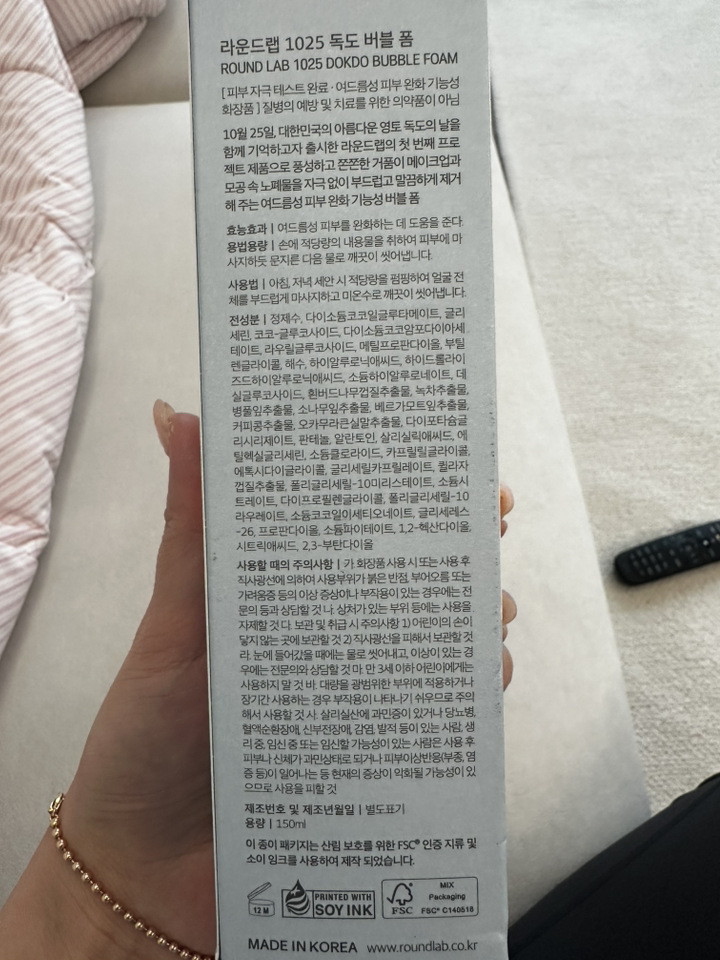 라운드랩 1025 독도 버블 폼
ROUND LAB 1025 DOKDO BUBBLE FOAM
[ 피부 자극 테스트 완료 · 여드름성 피부 완화 기능성
화장품 ] 질병의 예방 및 치료를 위한 의약품이 아님
10월 25일, 대한민국의 아름다운 영토 독도의 날을
함께 기억하고자 출시한 라운드랩의 첫 번째 프로
젝트 제품으로 풍성하고 쫀쫀한 거품이 메이크업과
모공 속 노폐물을 자극 없이 부드럽고 말끔하게 제거
해 주는 여드름성 피부 완화 기능성 버블 폼
효능효과 | 여드름성 피부를 완화하는 데 도움을 준다.
용법용량 | 손에 적당량의 내용물을 취하여 피부에 마
사지하듯 문지른 다음 물로 깨끗이 씻어냅니다.
사용법 | 아침, 저녁 세안 시 적당량을 펌핑하여 얼굴 전
체를 부드럽게 마사지하고 미온수로 깨끗이 씻어냅니다.
전성분 | 정제수, 다이소듐코코일글루타메이트, 글리
세린, 코코-글루코사이드, 다이소듐코코암포다이아세
테이트, 라우릴글루코사이드, 메틸프로판다이올, 부틸
렌글라이콜, 해수, 하이알루로닉애씨드, 하이드롤라이
즈드하이알루로닉애씨드, 소듐하이알루로네이트, 데
실글루코사이드, 흰버드나무껍질추출물, 녹차추출물,
병풀잎추출물, 소나무잎추출물, 베르가모트잎추출물,
커피콩추출물, 오카무라큰실말추출물, 다이포타슘글
리시리제이트, 판테놀, 알란토인, 살리실릭애씨드, 에
틸헥실글리세린, 소듐클로라이드, 카프릴릴글라이콜,
에톡시다이글라이콜, 글리세릴카프릴레이트, 퀼라자
껍질추출물, 폴리글리세릴-10미리스테이트, 소듐시
트레이트, 다이프로필렌글라이콜, 폴리글리세릴-10
라우레이트, 소듐코코일이세티오네이트, 글리세레스
-26, 프로판다이올, 소듐파이테이트, 1,2-헥산다이올,
시트릭애씨드, 2,3-부탄다이올
사용할 때의 주의사항 | 가. 화장품 사용 시 또는 사용 후
직사광선에 의하여 사용부위가 붉은 반점, 부어오름 또는
가려움증 등의 이상 증상이나 부작용이 있는 경우에는 전
문의 등과 상담할 것 나. 상처가 있는 부위 등에는 사용을
자제할 것 다. 보관 및 취급 시 주의사항 1) 어린이의 손이
닿지 않는 곳에 보관할 것 2) 직사광선을 피해서 보관할 것
라. 눈에 들어갔을 때에는 물로 씻어내고, 이상이 있는 경
우에는 전문의와 상담할 것 마. 만 3세 이하 어린이에게는
사용하지 말 것 바. 대량을 광범위한 부위에 적용하거나
장기간 사용하는 경우 부작용이 나타나기 쉬우므로 주의
해서 사용할 것 사. 살리실산에 과민증이 있거나 당뇨병,
혈액순환장애, 신부전장애, 감염, 발적 등이 있는 사람, 생
리 중, 임신 중 또는 임신할 가능성이 있는 사람은 사용 후
피부나 신체가 과민상태로 되거나 피부이상반응(부종, 염
증 등)이 일어나는 등 현재의 증상이 악화될 가능성이 있
으므로 사용을 피할 것
제조번호 및 제조년월일 | 별도표기
용량 | 150ml
이 종이 패키지는 산림 보호를 위한 FSC® 인증 지류 및
소이 잉크를 사용하여 제작 되었습니다.
12 M
PRINTED WITH
SOY INK
FSC
MIX
Packaging
FSC® C140518
MADE IN KOREA www.roundlab.co.kr